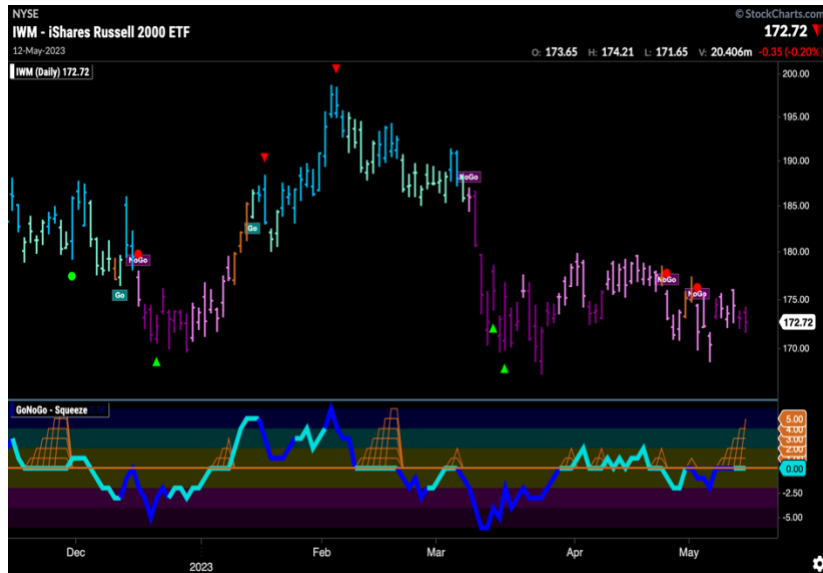 NYSE
© StockCharts.com
IWM - iShares Russell 2000 ETF
172.72
12-May-2023
O: 173.65 H: 174.21 L: 171.65 V: 20.406m -0.35 (-0.20%)
IWM (Daily) 172.72
200.00
195.00
190.00
NoGo
185.00
Go
180.00
NoGo
NoGo
Go
NoGo
175.00
172.72
170.00
GoNoGo - Squeeze
5.00
4.00
3.00
2.00
0.00
-2.50
-5.00
Dec
Feb
Mar
Apr
May
2023